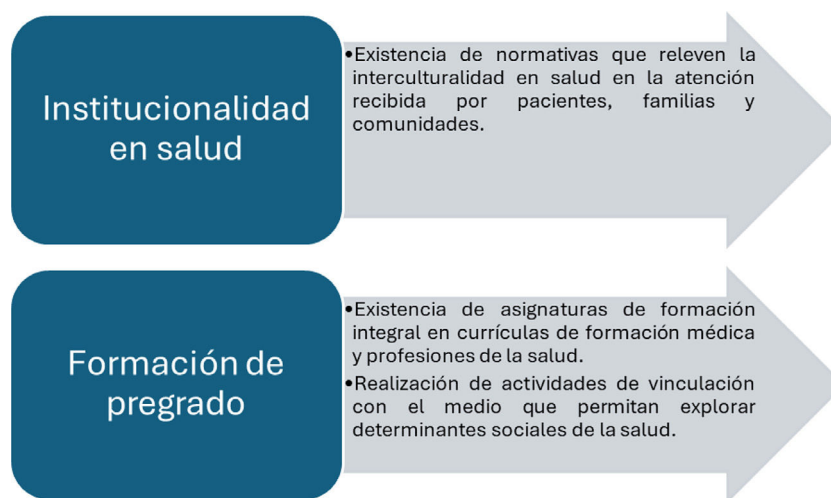 Institucionalidad
en salud
•Existencia de normativas que releven la
interculturalidad en salud en la atención
recibida por pacientes, familias y
comunidades.
Formación de
pregrado
•Existencia de asignaturas de formación
integral en currículas de formación médica
y profesiones de la salud.
•Realización de actividades de vinculación
con el medio que permitan explorar
determinantes sociales de la salud.